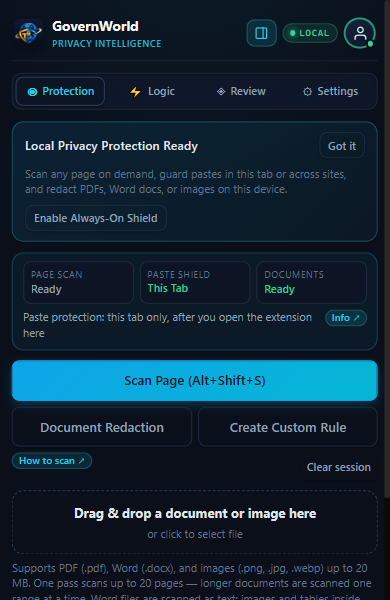 GovernWorld
PRIVACY INTELLIGENCE
LOCAL
Protection
Logic
Review
Settings
Local Privacy Protection Ready
Got it
Scan any page on demand, guard pastes in this tab or across sites,
and redact PDFs, Word docs, or images on this device.
Enable Always-On Shield
PAGE SCAN
Ready
PASTE SHIELD
This Tab
DOCUMENTS
Ready
Paste protection: this tab only, after you open the extension
here
Info ↗
Scan Page (Alt+Shift+S)
Document Redaction
Create Custom Rule
How to scan ↗
Clear session
Drag & drop a document or image here
or click to select file
Supports PDF (.pdf), Word (.docx), and images (.png, .jpg, .webp) up to 20
MB. One pass scans up to 20 pages — longer documents are scanned one
range at a time. Word files are scanned as text; images and tables inside